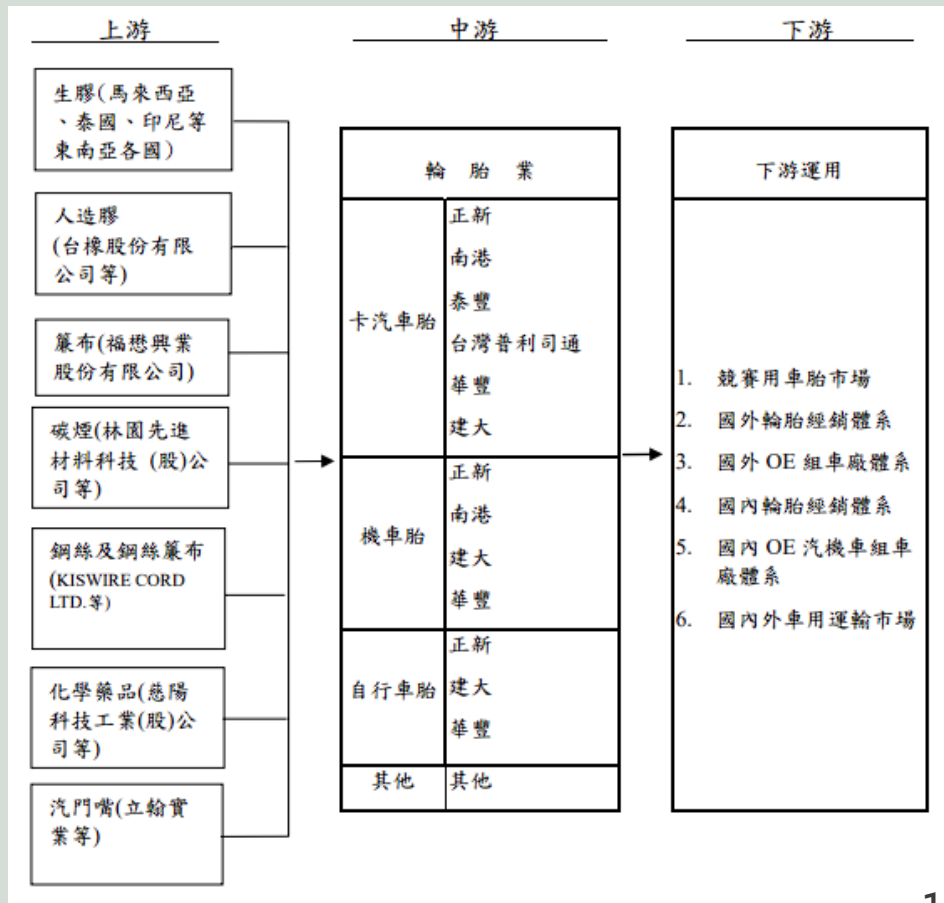 上游
中游
下游
生膠(馬來西亞
、泰國、印尼等
東南亞各國)
人造膠
(台橡股份有限
公司等)
簾布(福懋興業
股份有限公司)
碳煙(林園先進
材料科技 (股)公
司等)
鋼絲及鋼絲簾布
(KISWIRE CORD
LTD.等)
化學藥品(慈陽
科技工業(股)公
司等)
汽門嘴(立翰實
業等)
輪 胎 業
卡汽車胎
正新
南港
泰豐
台灣普利司通
華豐
建大
機車胎
正新
南港
建大
華豐
自行車胎
正新
建大
華豐
其他
其他
下游運用
1. 競賽用車胎市場
2. 國外輪胎經銷體系
3. 國外 OE 組車廠體系
4. 國內輪胎經銷體系
5. 國內 OE 汽機車組車
廠體系
6. 國內外車用運輸市場